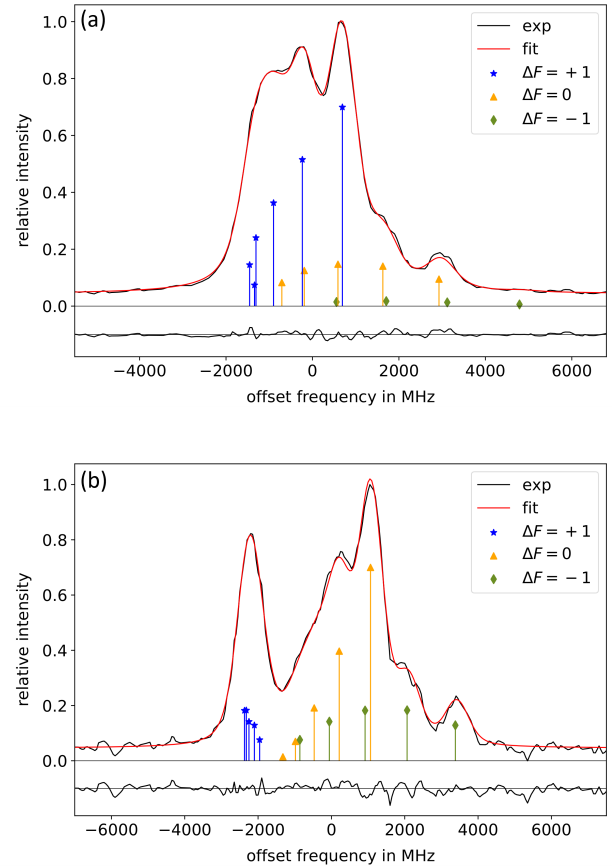 (a)
exp
fit
ΔF = +1
ΔF = 0
ΔF = −1
relative intensity
1.0
0.8
0.6
0.4
0.2
0.0
−4000 −2000 0 2000 4000 6000
offset frequency in MHz
(b)
exp
fit
ΔF = +1
ΔF = 0
ΔF = −1
relative intensity
1.0
0.8
0.6
0.4
0.2
0.0
−6000 −4000 −2000 0 2000 4000 6000
offset frequency in MHz